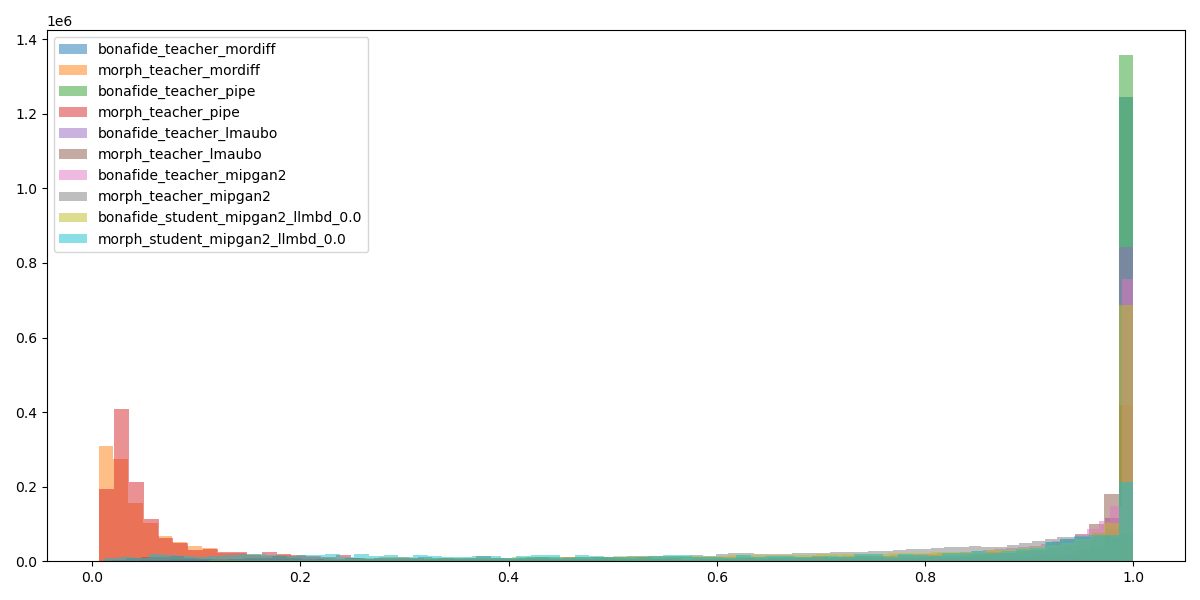 1e6
1.4
1.2
1.0
0.8
0.6
0.4
0.2
0.0
bonafide_teacher_mordiff
morph_teacher_mordiff
bonafide_teacher_pipe
morph_teacher_pipe
bonafide_teacher_lmaubo
morph_teacher_lmaubo
bonafide_teacher_mipgan2
morph_teacher_mipgan2
bonafide_student_mipgan2_llmbd_0.0
morph_student_mipgan2_llmbd_0.0
0.0 0.2 0.4 0.6 0.8 1.0